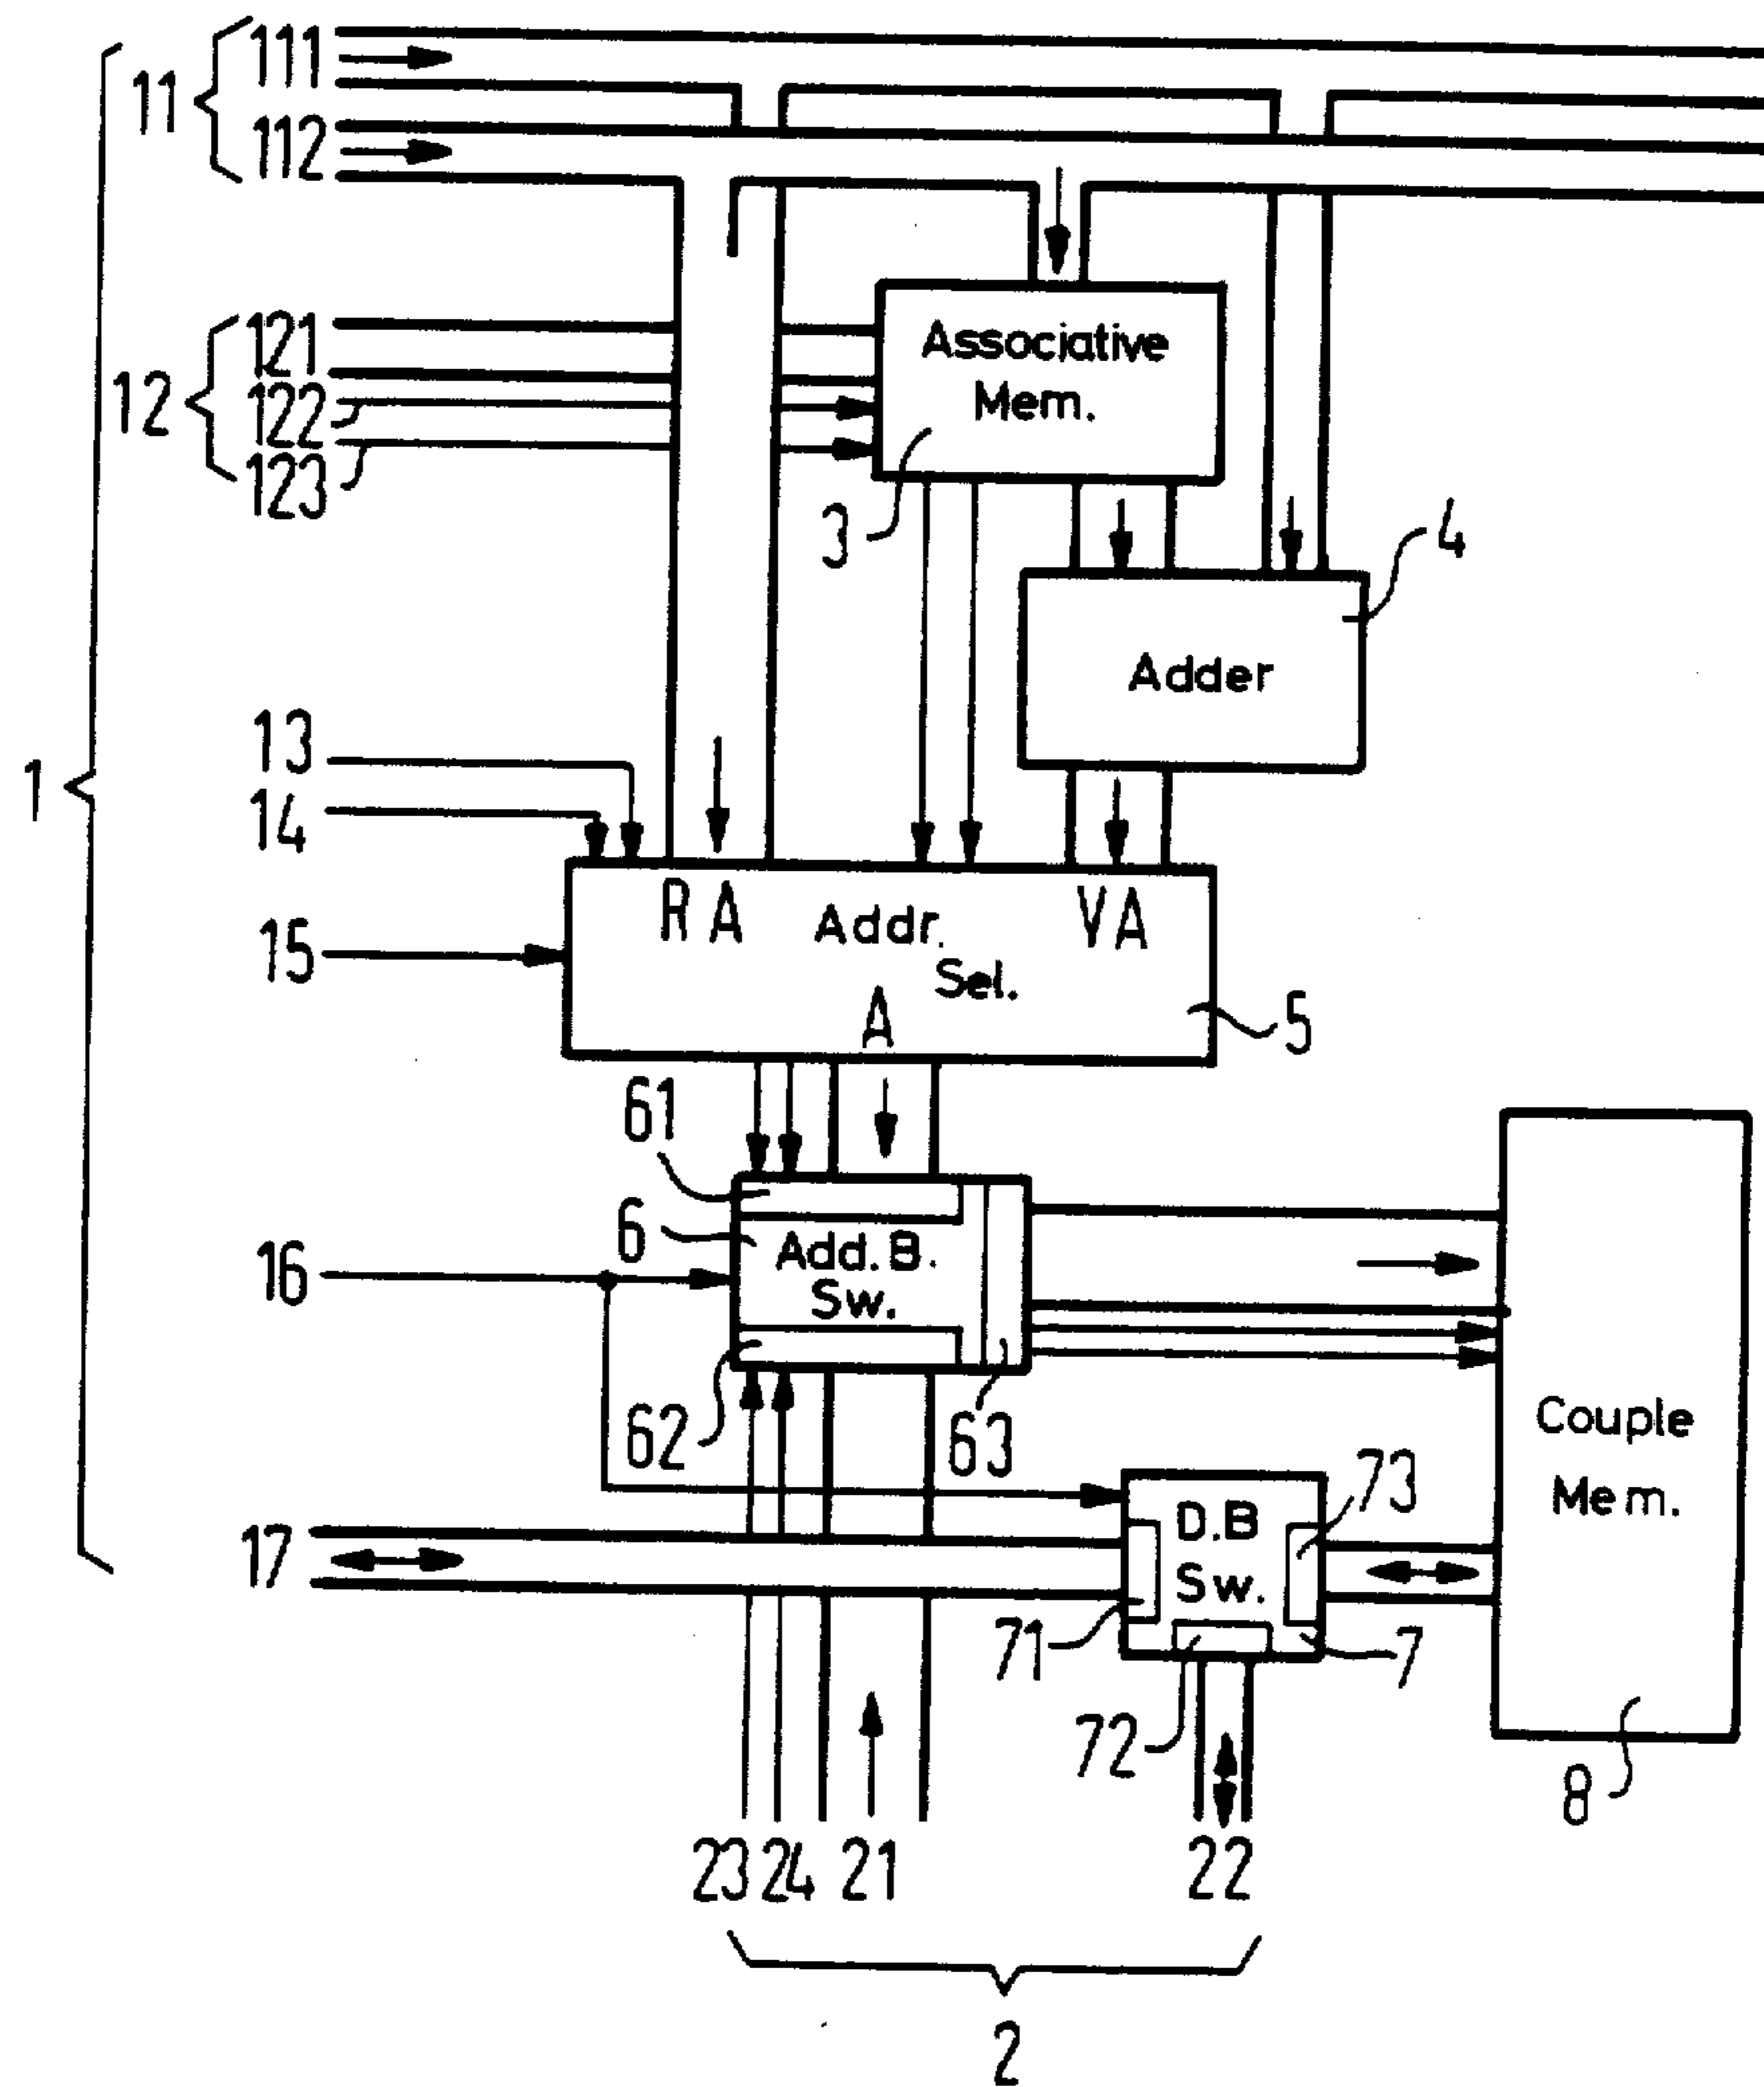 111
11
112
121
12
122
123
Associative
Mem.
3
4
Adder
13
14
1
15
R A
Addr.
Sel.
VA
A
5
61
6
Add. B.
Sw.
16
62
63
Couple
Mem.
73
D.B
Sw.
17
71
7
72
8
23
24
21
22
2